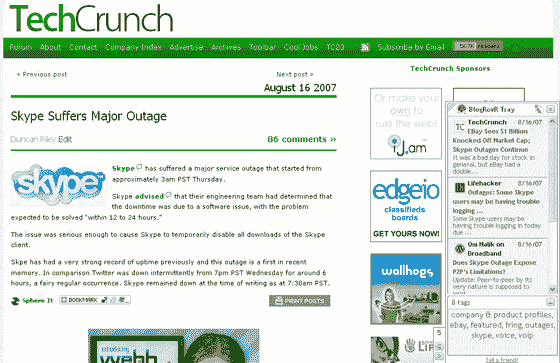 TechCrunch
Forum About Contact Company Index Advertise Archives Toolbar Cool Jobs TC20 Subscribe by Email 567K readers
« Previous post Next post »
August 16 2007
Skype Suffers Major Outage
Duncan Riley Edit 86 comments »
skype
Skype has suffered a major service outage that started from
approximately 3am PST Thursday.
Skype advised that their engineering team had determined that
the downtime was due to a software issue, with the problem
expected to be solved "within 12 to 24 hours."
The issue was serious enough to cause Skype to temporarily disable all downloads of the Skype
client.
Skpe has had a very strong record of uptime previously and this outage is a first in recent
memory. In comparison Twitter was down intermittently from 7pm PST Wednesday for around 6
hours, a fairly regular occurrence. Skype remained down at the time of writing as at 7:30am PST.
Sphere It BOOKMARK PRINT POSTS
webb
TechCrunch Sponsors
Or make your
own to
rule the web!
iJ.am
edgeio
classifieds
boards
GET YOURS NOW!
wallhogs
5
LIF
BlogRovR Tray
TechCrunch 8/16/07
EBay Sees $1 Billion
Knocked Off Market Cap;
Skype Outages Continue
It was a bad day for stock in
general, but eBay had a
double...
Lifehacker 8/16/07
Outages: Some Skype
users may be having trouble
logging ...
Some Skype users may be
having trouble logging in today
due ...
Om Malik on 8/16/07
Broadband
Does Skype Outage Expose
P2P's Limitations?
Update: Peer-to-peer by its
very nature is supposed to
8 tags
company & product profiles,
ebay, featured, fring, outages,
skype, voice, voip
Tell a friend!